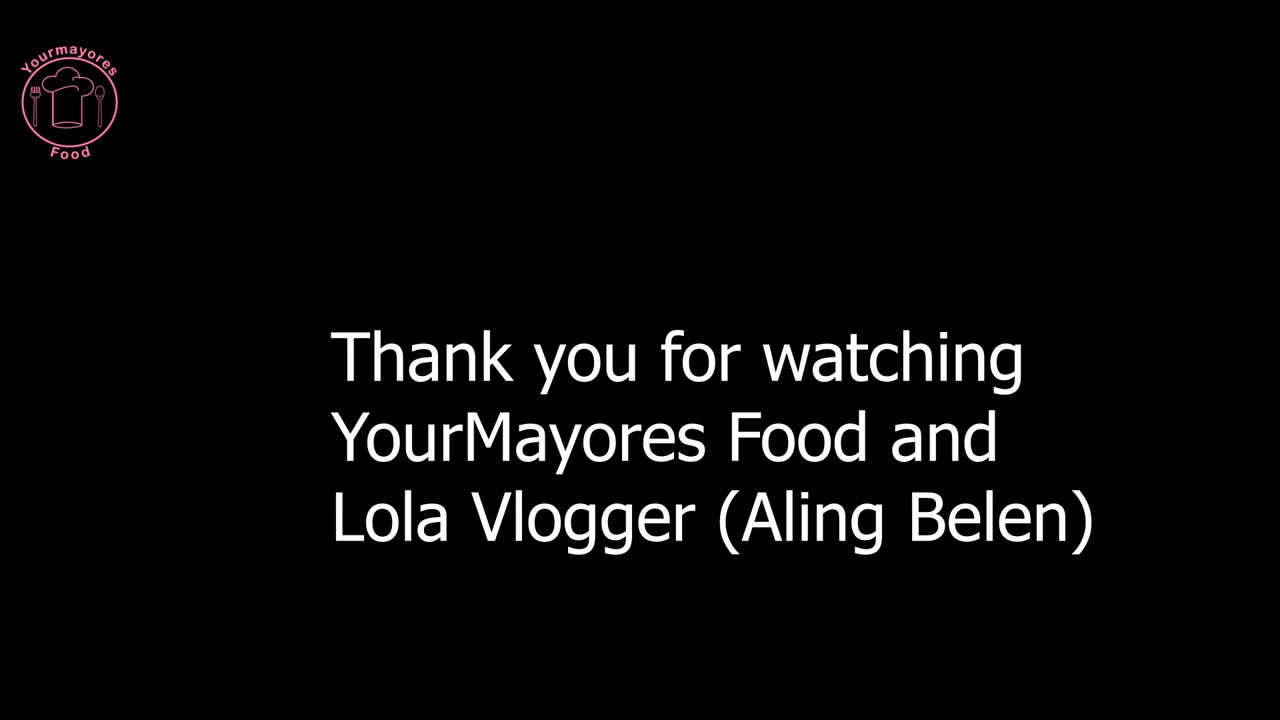 Yourmayores
Food
Thank you for watching
YourMayores Food and
Lola Vlogger (Aling Belen)